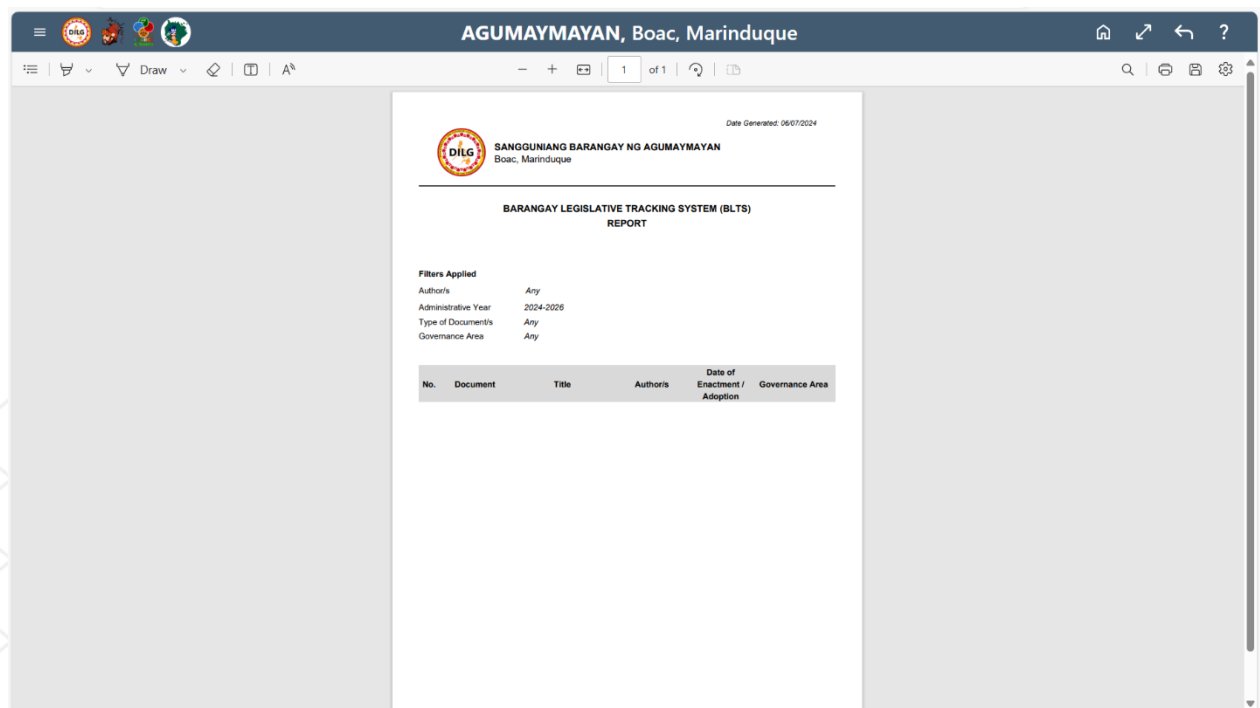 DILG
AGUMAYMAYAN, Boac, Marinduque
?
Draw
1 of 1
Date Generated: 06/07/2024
DILG
SANGGUNIANG BARANGAY NG AGUMAYMAYAN
Boac, Marinduque
BARANGAY LEGISLATIVE TRACKING SYSTEM (BLTS)
REPORT
Filters Applied
Author/s Any
Administrative Year 2024-2026
Type of Document/s Any
Governance Area Any
No. Document Title Author/s Date of Enactment / Adoption Governance Area